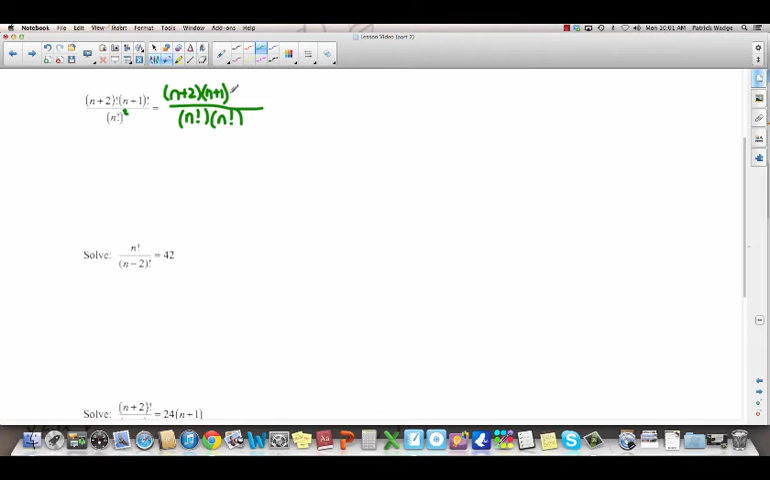 Notebook File Edit View Insert Format Tools Window Add-ons Help Mon 10:01 AM Patrick Wadge
Lesson Video (part 2)
(n+2)!(n+1)! / (n!)² = (n+2)(n+1) / (n!)(n!)
Solve: n! / (n−2)! = 42
Solve: (n+2)! = 24(n+1)